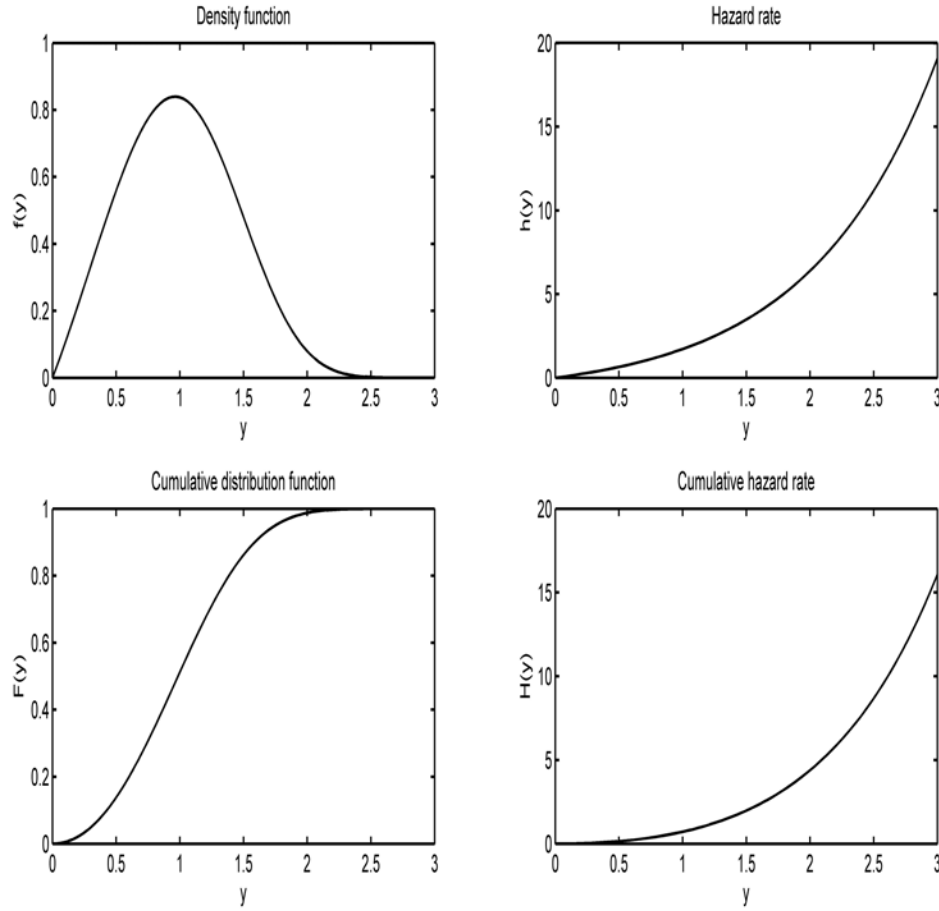 Density function
1
0.8
0.6
0.4
0.2
0
f(y)
0 0.5 1 1.5 2 2.5 3
y
Hazard rate
20
15
10
5
0
h(y)
0 0.5 1 1.5 2 2.5 3
y
Cumulative distribution function
1
0.8
0.6
0.4
0.2
0
F(y)
0 0.5 1 1.5 2 2.5 3
y
Cumulative hazard rate
20
15
10
5
0
H(y)
0 0.5 1 1.5 2 2.5 3
y